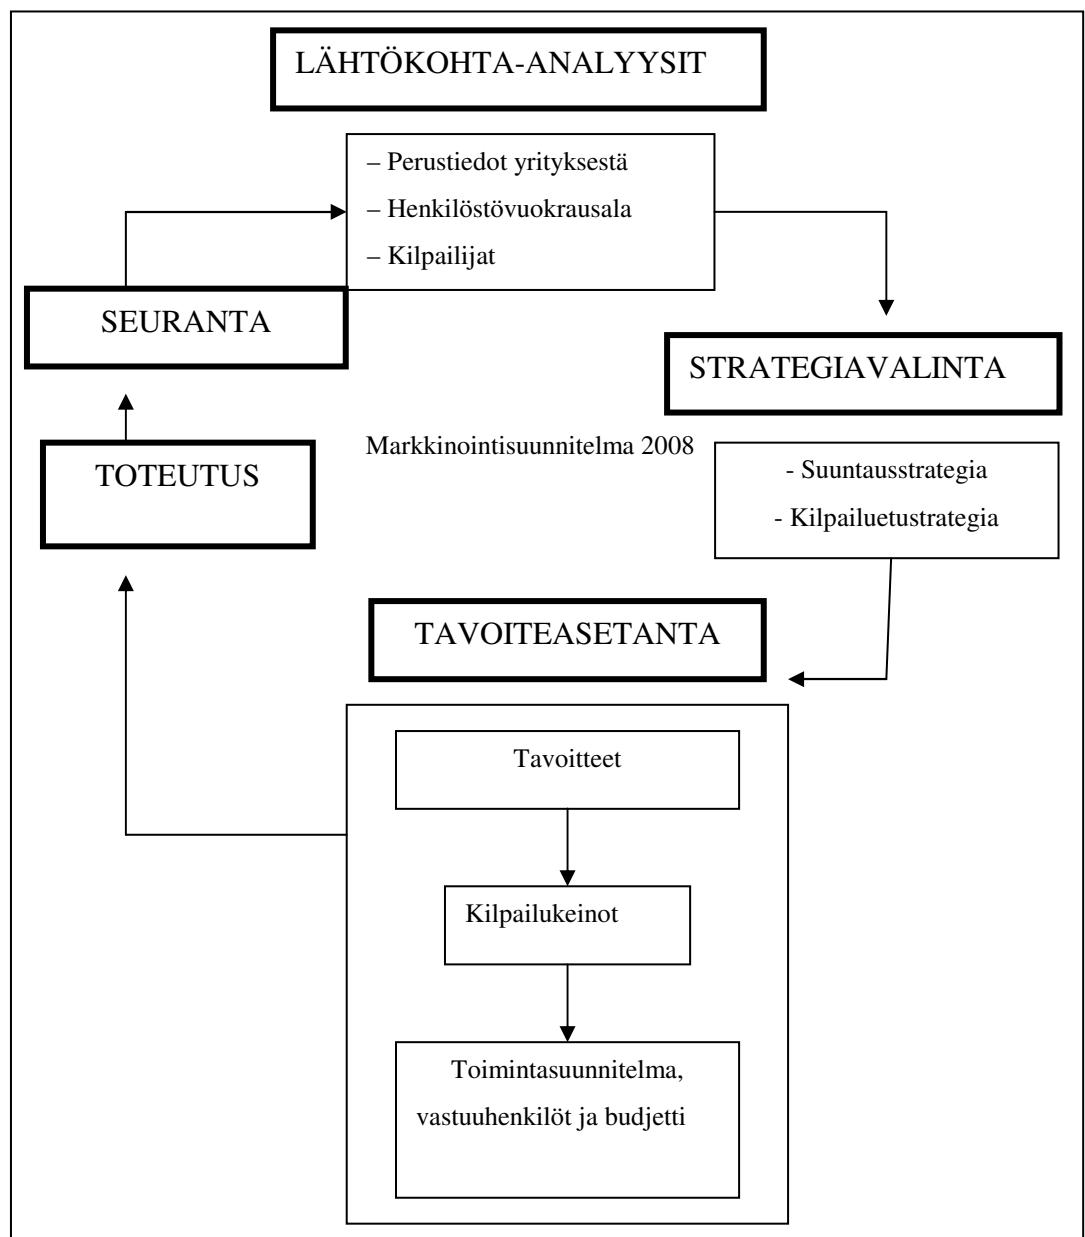 LÄHTÖKOHTA-ANALYYSIT
– Perustiedot yrityksestä
– Henkilöstövuokrausala
– Kilpailijat
SEURANTA
STRATEGIAVALINTA
TOTEUTUS
Markkinointisuunnitelma 2008
- Suuntausstrategia
- Kilpailuetustrategia
TAVOITEASETANTA
Tavoitteet
Kilpailukeinot
Toimintasuunnitelma,
vastuuhenkilöt ja budjetti